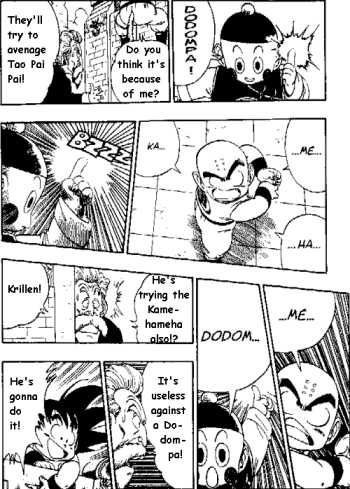 They'll
try to
avenage
Tao Pai
Pai!
Do you
think it's
because
of me?
DODOMPA!
KA...
...ME...
...HA...
Krillen!
He's
trying the
Kame-
hameha
also!?
DODOM...
...ME...
He's
gonna
do
it!
It's
useless
against
a Do-
dom-
pa!